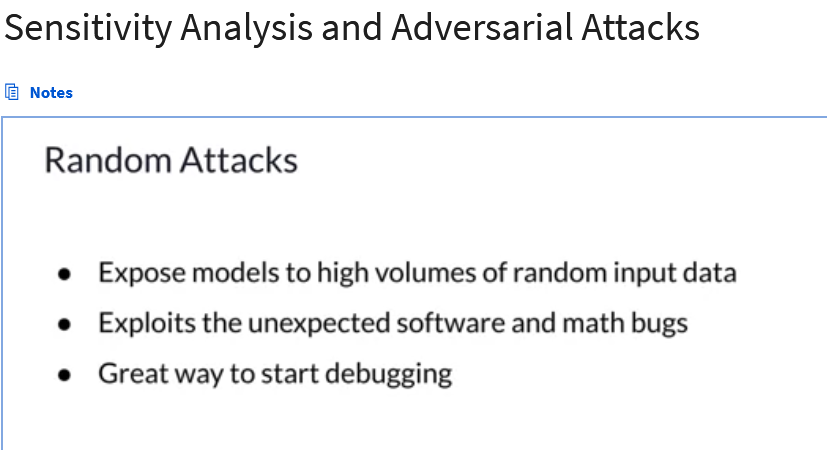 Sensitivity Analysis and Adversarial Attacks
Notes
Random Attacks
● Expose models to high volumes of random input data
● Exploits the unexpected software and math bugs
● Great way to start debugging